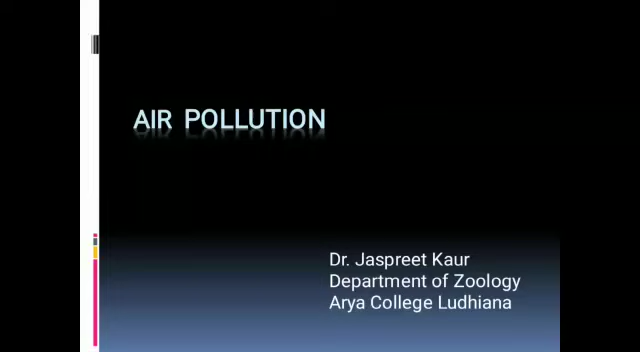 AIR POLLUTION
Dr. Jaspreet Kaur
Department of Zoology
Arya College Ludhiana